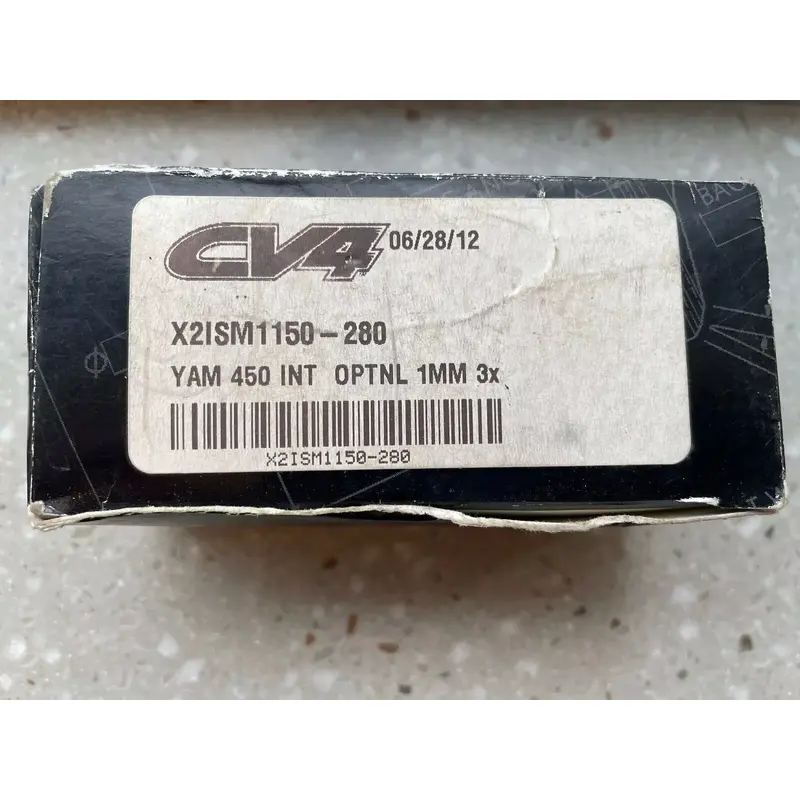 CV4 06/28/12
X2ISM1150-280
YAM 450 INT OPTNL 1MM 3x
X2ISM1150-280